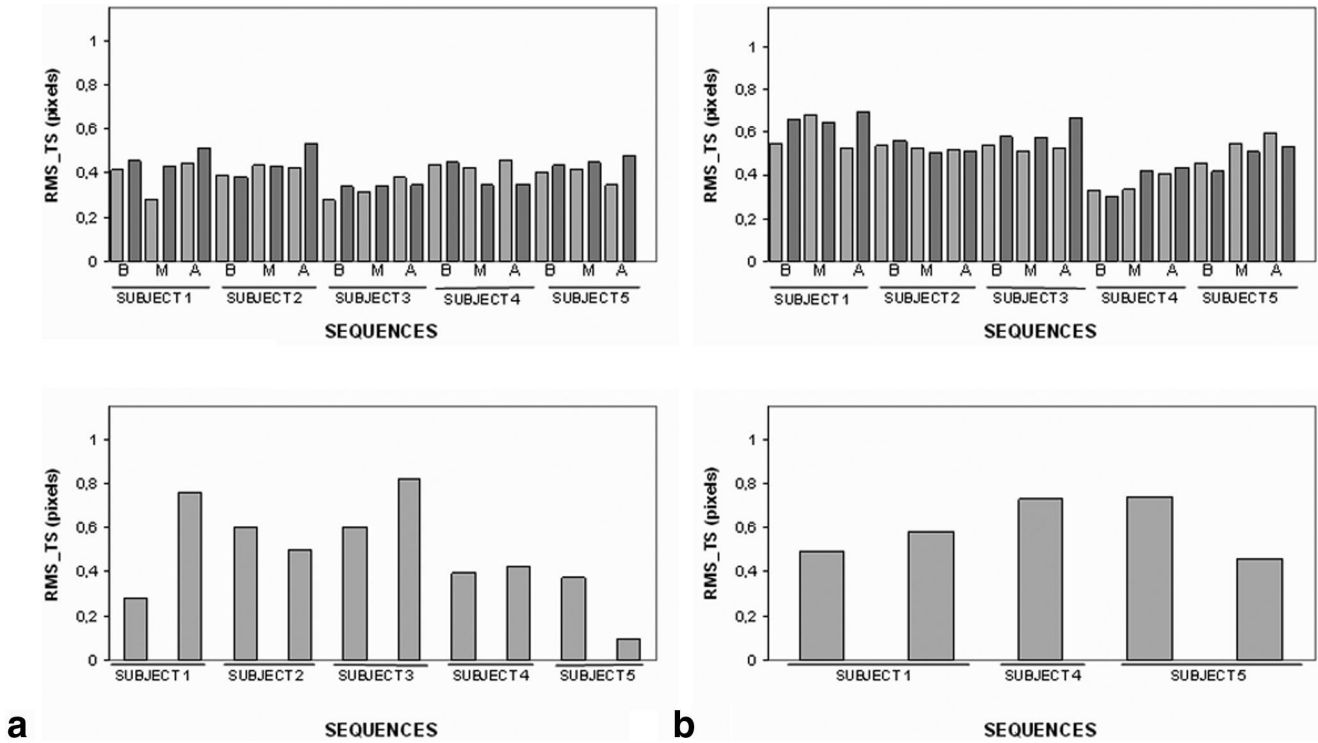 RMS_TS (pixels)
1
0,8
0,6
0,4
0,2
0
B M A B M A B M A B M A B M A
SUBJECT1 SUBJECT2 SUBJECT3 SUBJECT4 SUBJECT5
SEQUENCES
RMS_TS (pixels)
1
0,8
0,6
0,4
0,2
0
B M A B M A B M A B M A B M A
SUBJECT1 SUBJECT2 SUBJECT3 SUBJECT4 SUBJECT5
SEQUENCES
RMS_TS (pixels)
1
0,8
0,6
0,4
0,2
0
SUBJECT1 SUBJECT2 SUBJECT3 SUBJECT4 SUBJECT5
SEQUENCES
a
RMS_TS (pixels)
1
0,8
0,6
0,4
0,2
0
SUBJECT1 SUBJECT4 SUBJECT5
SEQUENCES
b